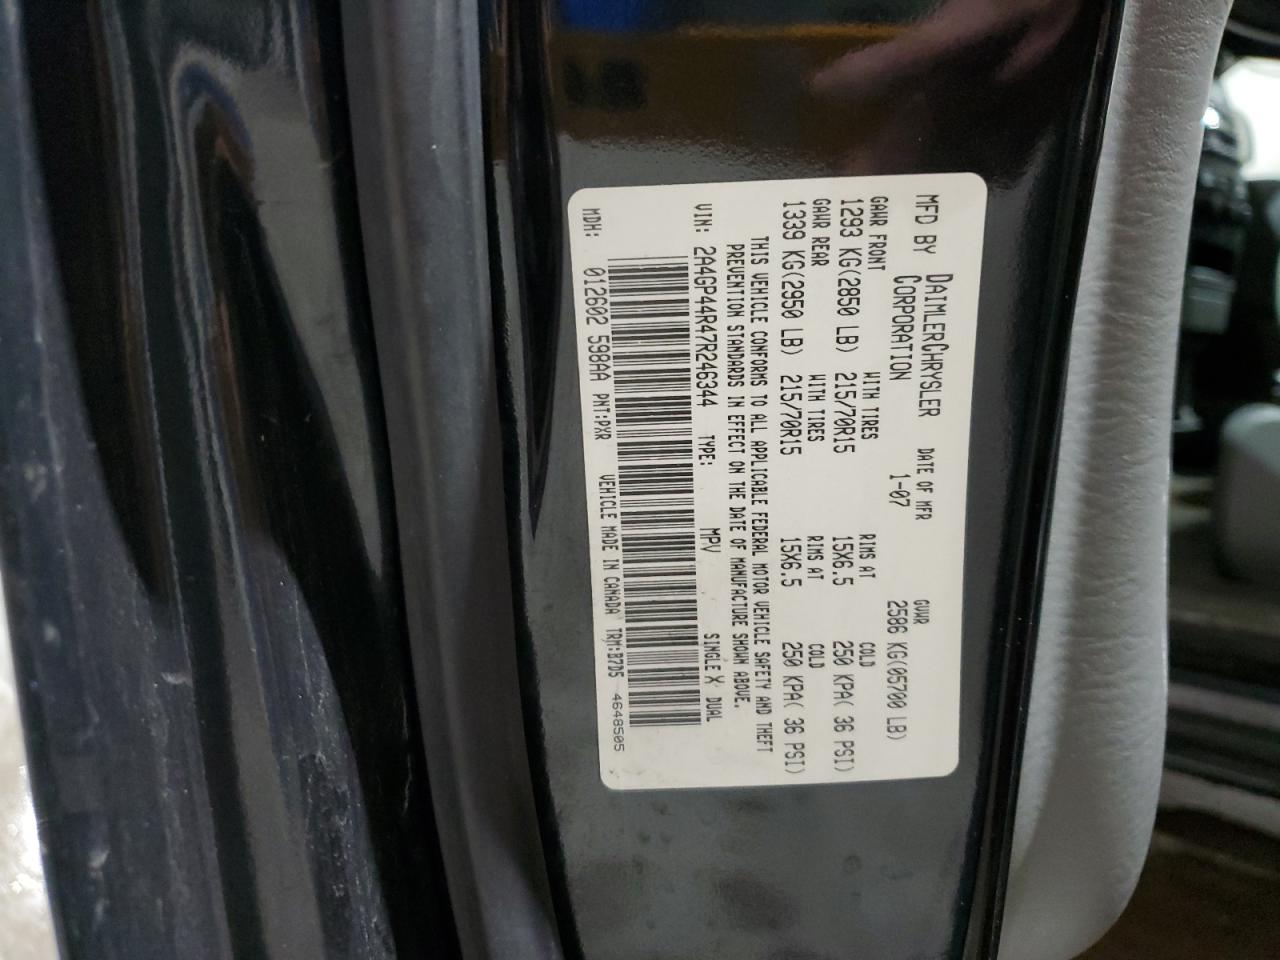 MFD BY DAIMLERCHRYSLER CORPORATION DATE OF MFR 1-07 GVWR 2586 KG(05700 LB)
GAWR FRONT WITH TIRES RIMS AT COLD
1293 KG(2850 LB) 215/70R15 15X6.5 250 KPA( 36 PSI)
GAWR REAR WITH TIRES RIMS AT COLD
1339 KG(2950 LB) 215/70R15 15X6.5 250 KPA( 36 PSI)
THIS VEHICLE CONFORMS TO ALL APPLICABLE FEDERAL MOTOR VEHICLE SAFETY AND THEFT
PREVENTION STANDARDS IN EFFECT ON THE DATE OF MANUFACTURE SHOWN ABOVE.
VIN: 2A4GP44R47R246344 TYPE: MPV SINGLE X DUAL
MDH: 012602 598AA PNT:PXR VEHICLE MADE IN CANADA TRM:B7D5 4648505